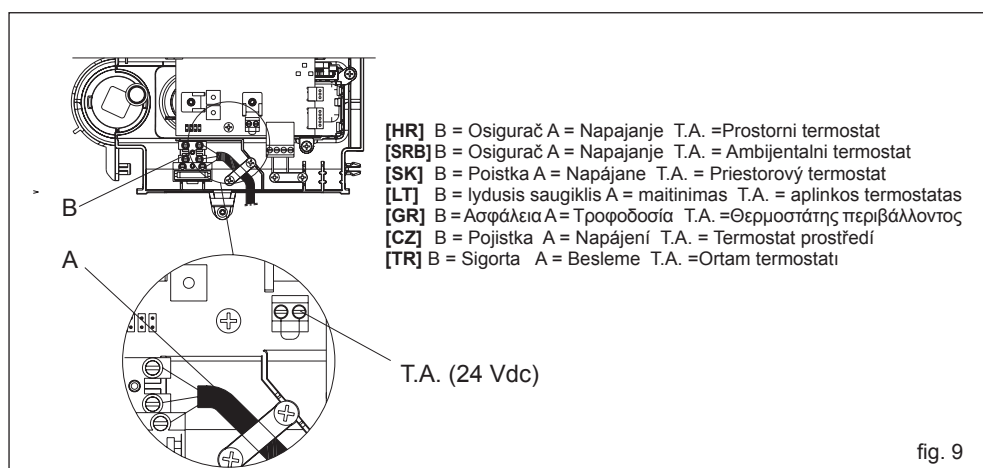 [HR] B = Osigurač A = Napajanje T.A. =Prostorni termostat
[SRB] B = Osigurač A = Napajanje T.A. = Ambijentalni termostat
[SK] B = Poistka A = Napájane T.A. = Priestorový termostat
[LT] B = lydusis saugiklis A = maitinimas T.A. = aplinkos termostatas
[GR] B = Ασφάλεια A = Τροφοδοσία T.A. =Θερμοστάτης περιβάλλοντος
[CZ] B = Pojistka A = Napájení T.A. = Termostat prostředí
[TR] B = Sigorta A = Besleme T.A. =Ortam termostatı
B
A
T.A. (24 Vdc)
fig. 9